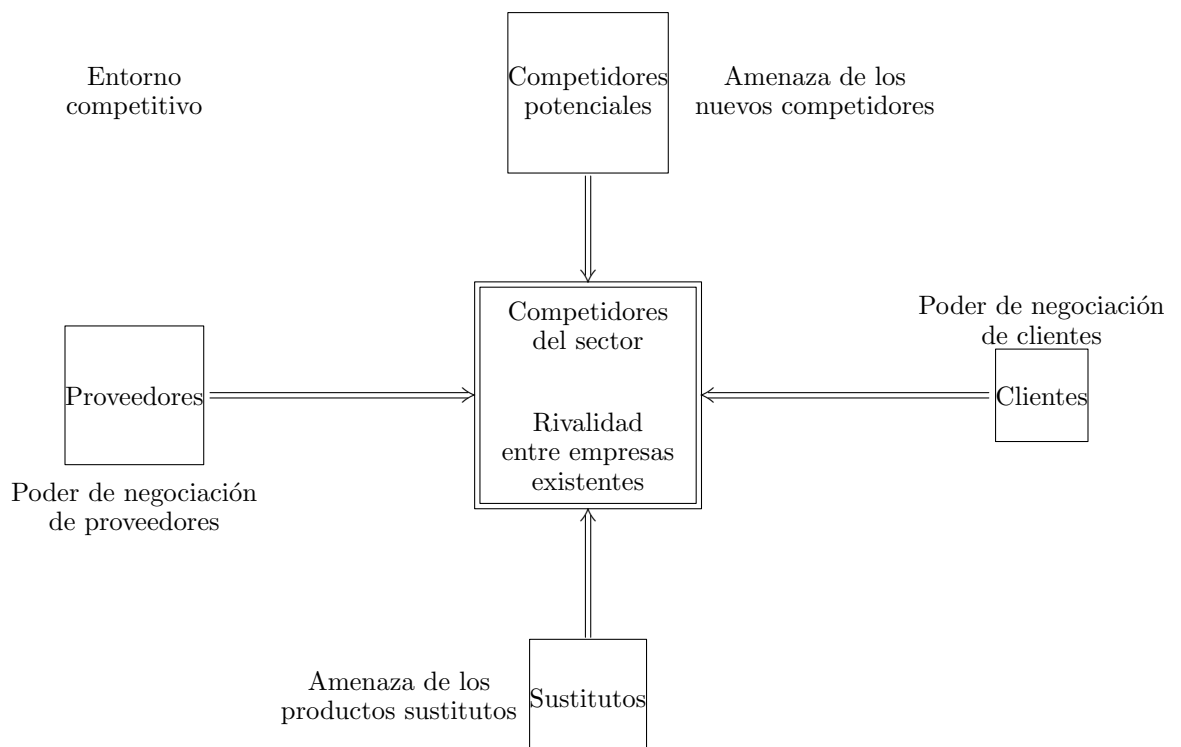 Entorno
competitivo
Competidores
potenciales
Amenaza de los
nuevos competidores
Competidores
del sector
Rivalidad
entre empresas
existentes
Poder de negociación
de clientes
Clientes
Proveedores
Poder de negociación
de proveedores
Amenaza de los
productos sustitutos
Sustitutos